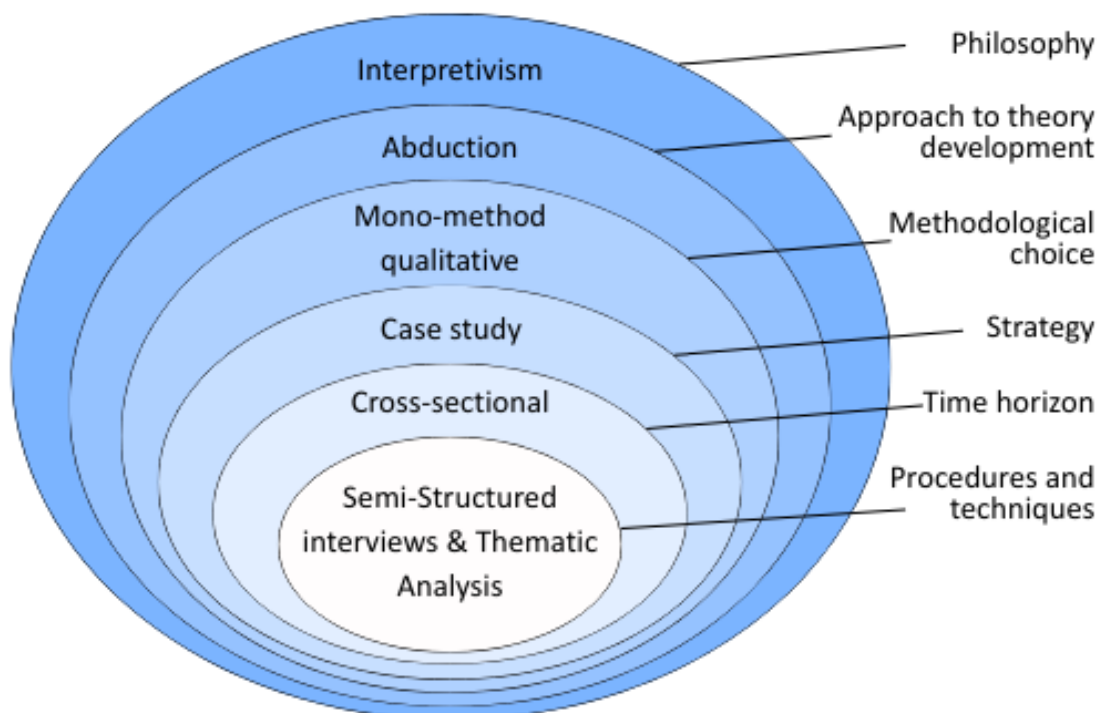 Interpretivism
Abduction
Mono-method
qualitative
Case study
Cross-sectional
Semi-Structured
interviews & Thematic
Analysis
Philosophy
Approach to theory
development
Methodological
choice
Strategy
Time horizon
Procedures and
techniques